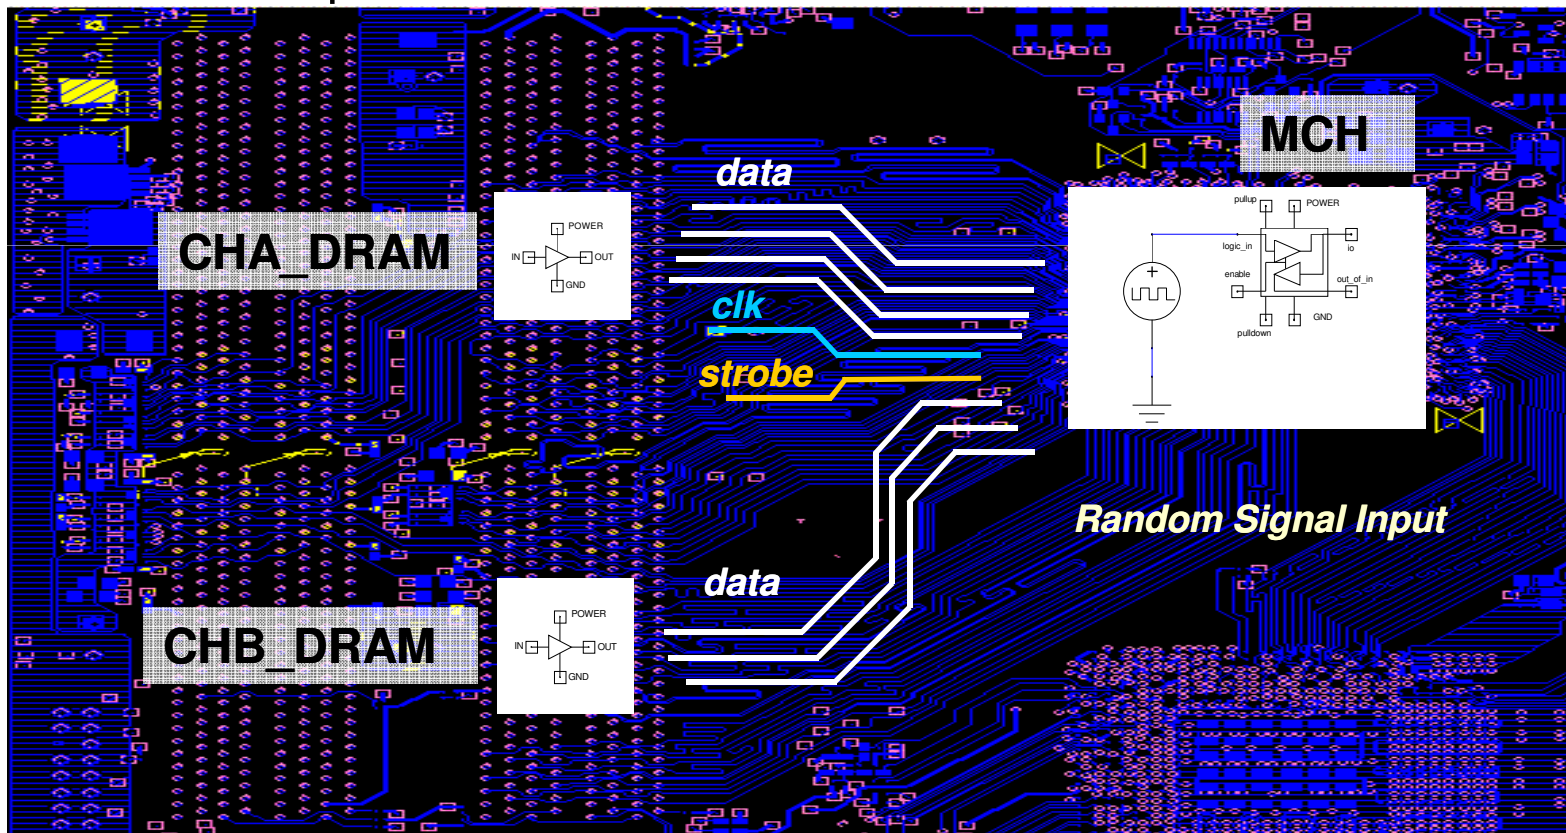 MCH
data
pullup
POWER
logic_in
io
enable
out_of_in
pulldown
GND
CHA_DRAM
POWER
IN
OUT
GND
clk
strobe
Random Signal Input
data
CHB_DRAM
POWER
IN
OUT
GND